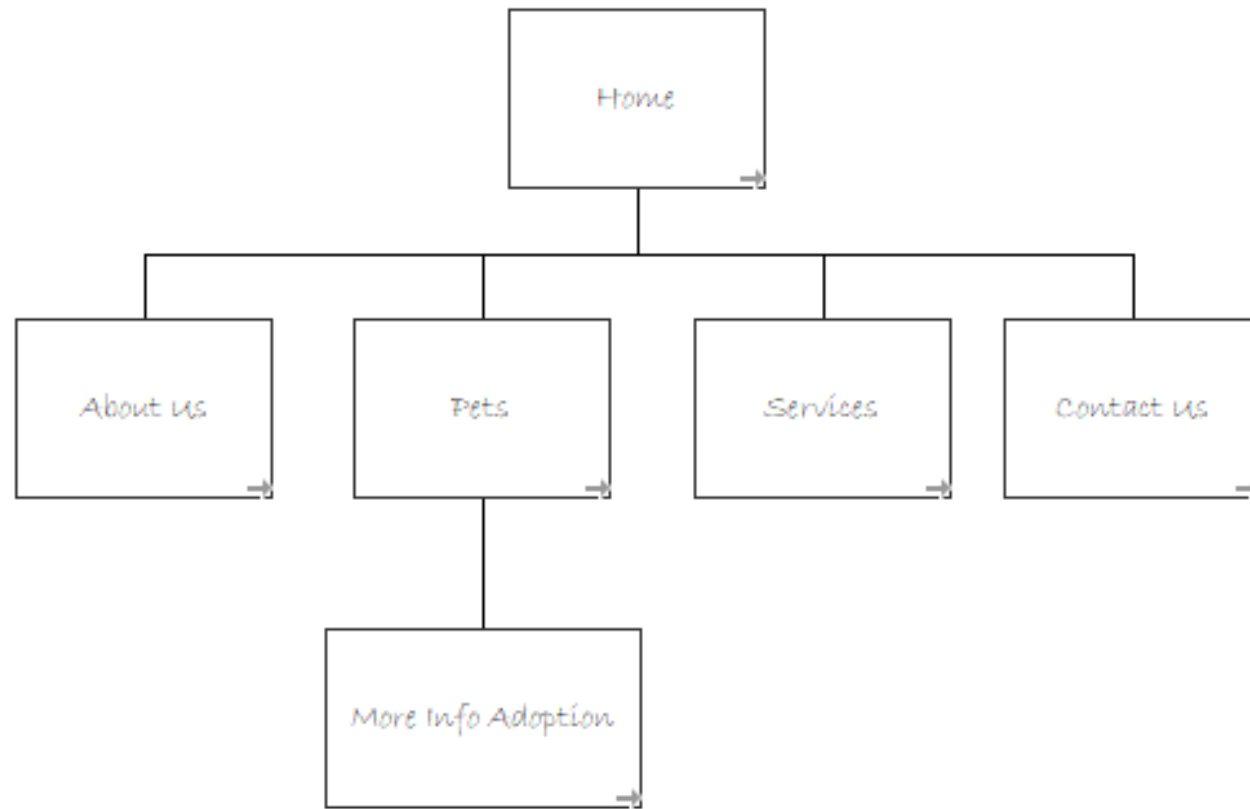 Home
About Us
Pets
Services
Contact Us
More Info Adoption